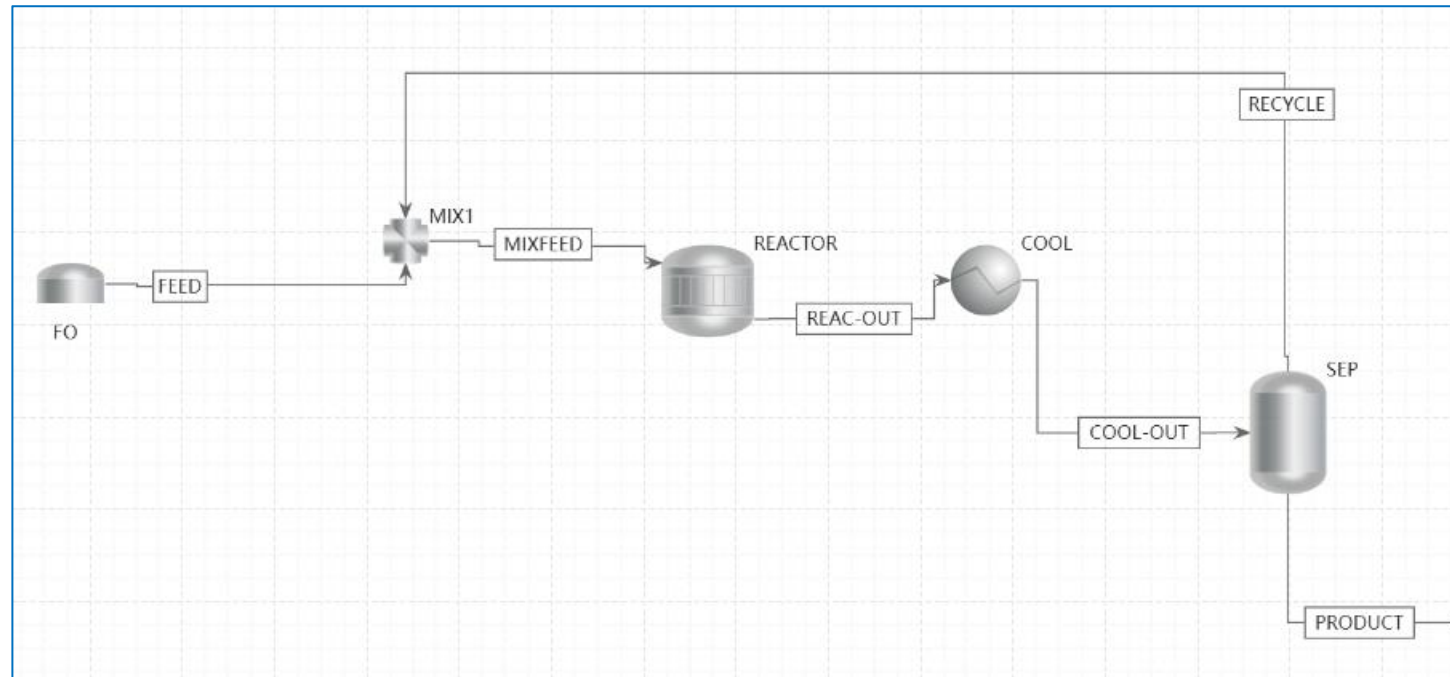 RECYCLE
MIX1
MIXFEED
REACTOR
COOL
FEED
REAC-OUT
FO
SEP
COOL-OUT
PRODUCT